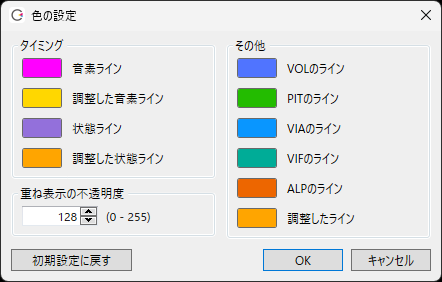 色の設定
タイミング
音素ライン
調整した音素ライン
状態ライン
調整した状態ライン
重ね表示の不透明度
128 (0 - 255)
その他
VOLのライン
PITのライン
VIAのライン
VIFのライン
ALPのライン
調整したライン
初期設定に戻す
OK
キャンセル